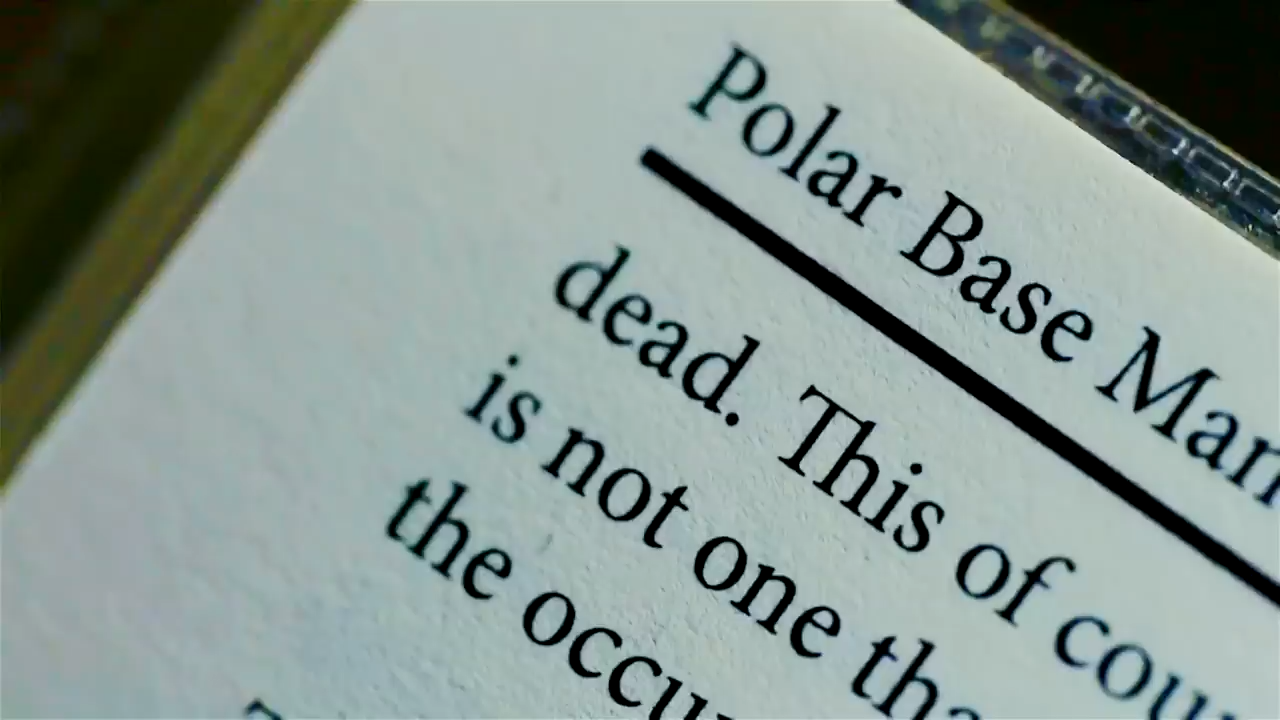 Polar Base Man
dead. This of cou
is not one tha
the occu